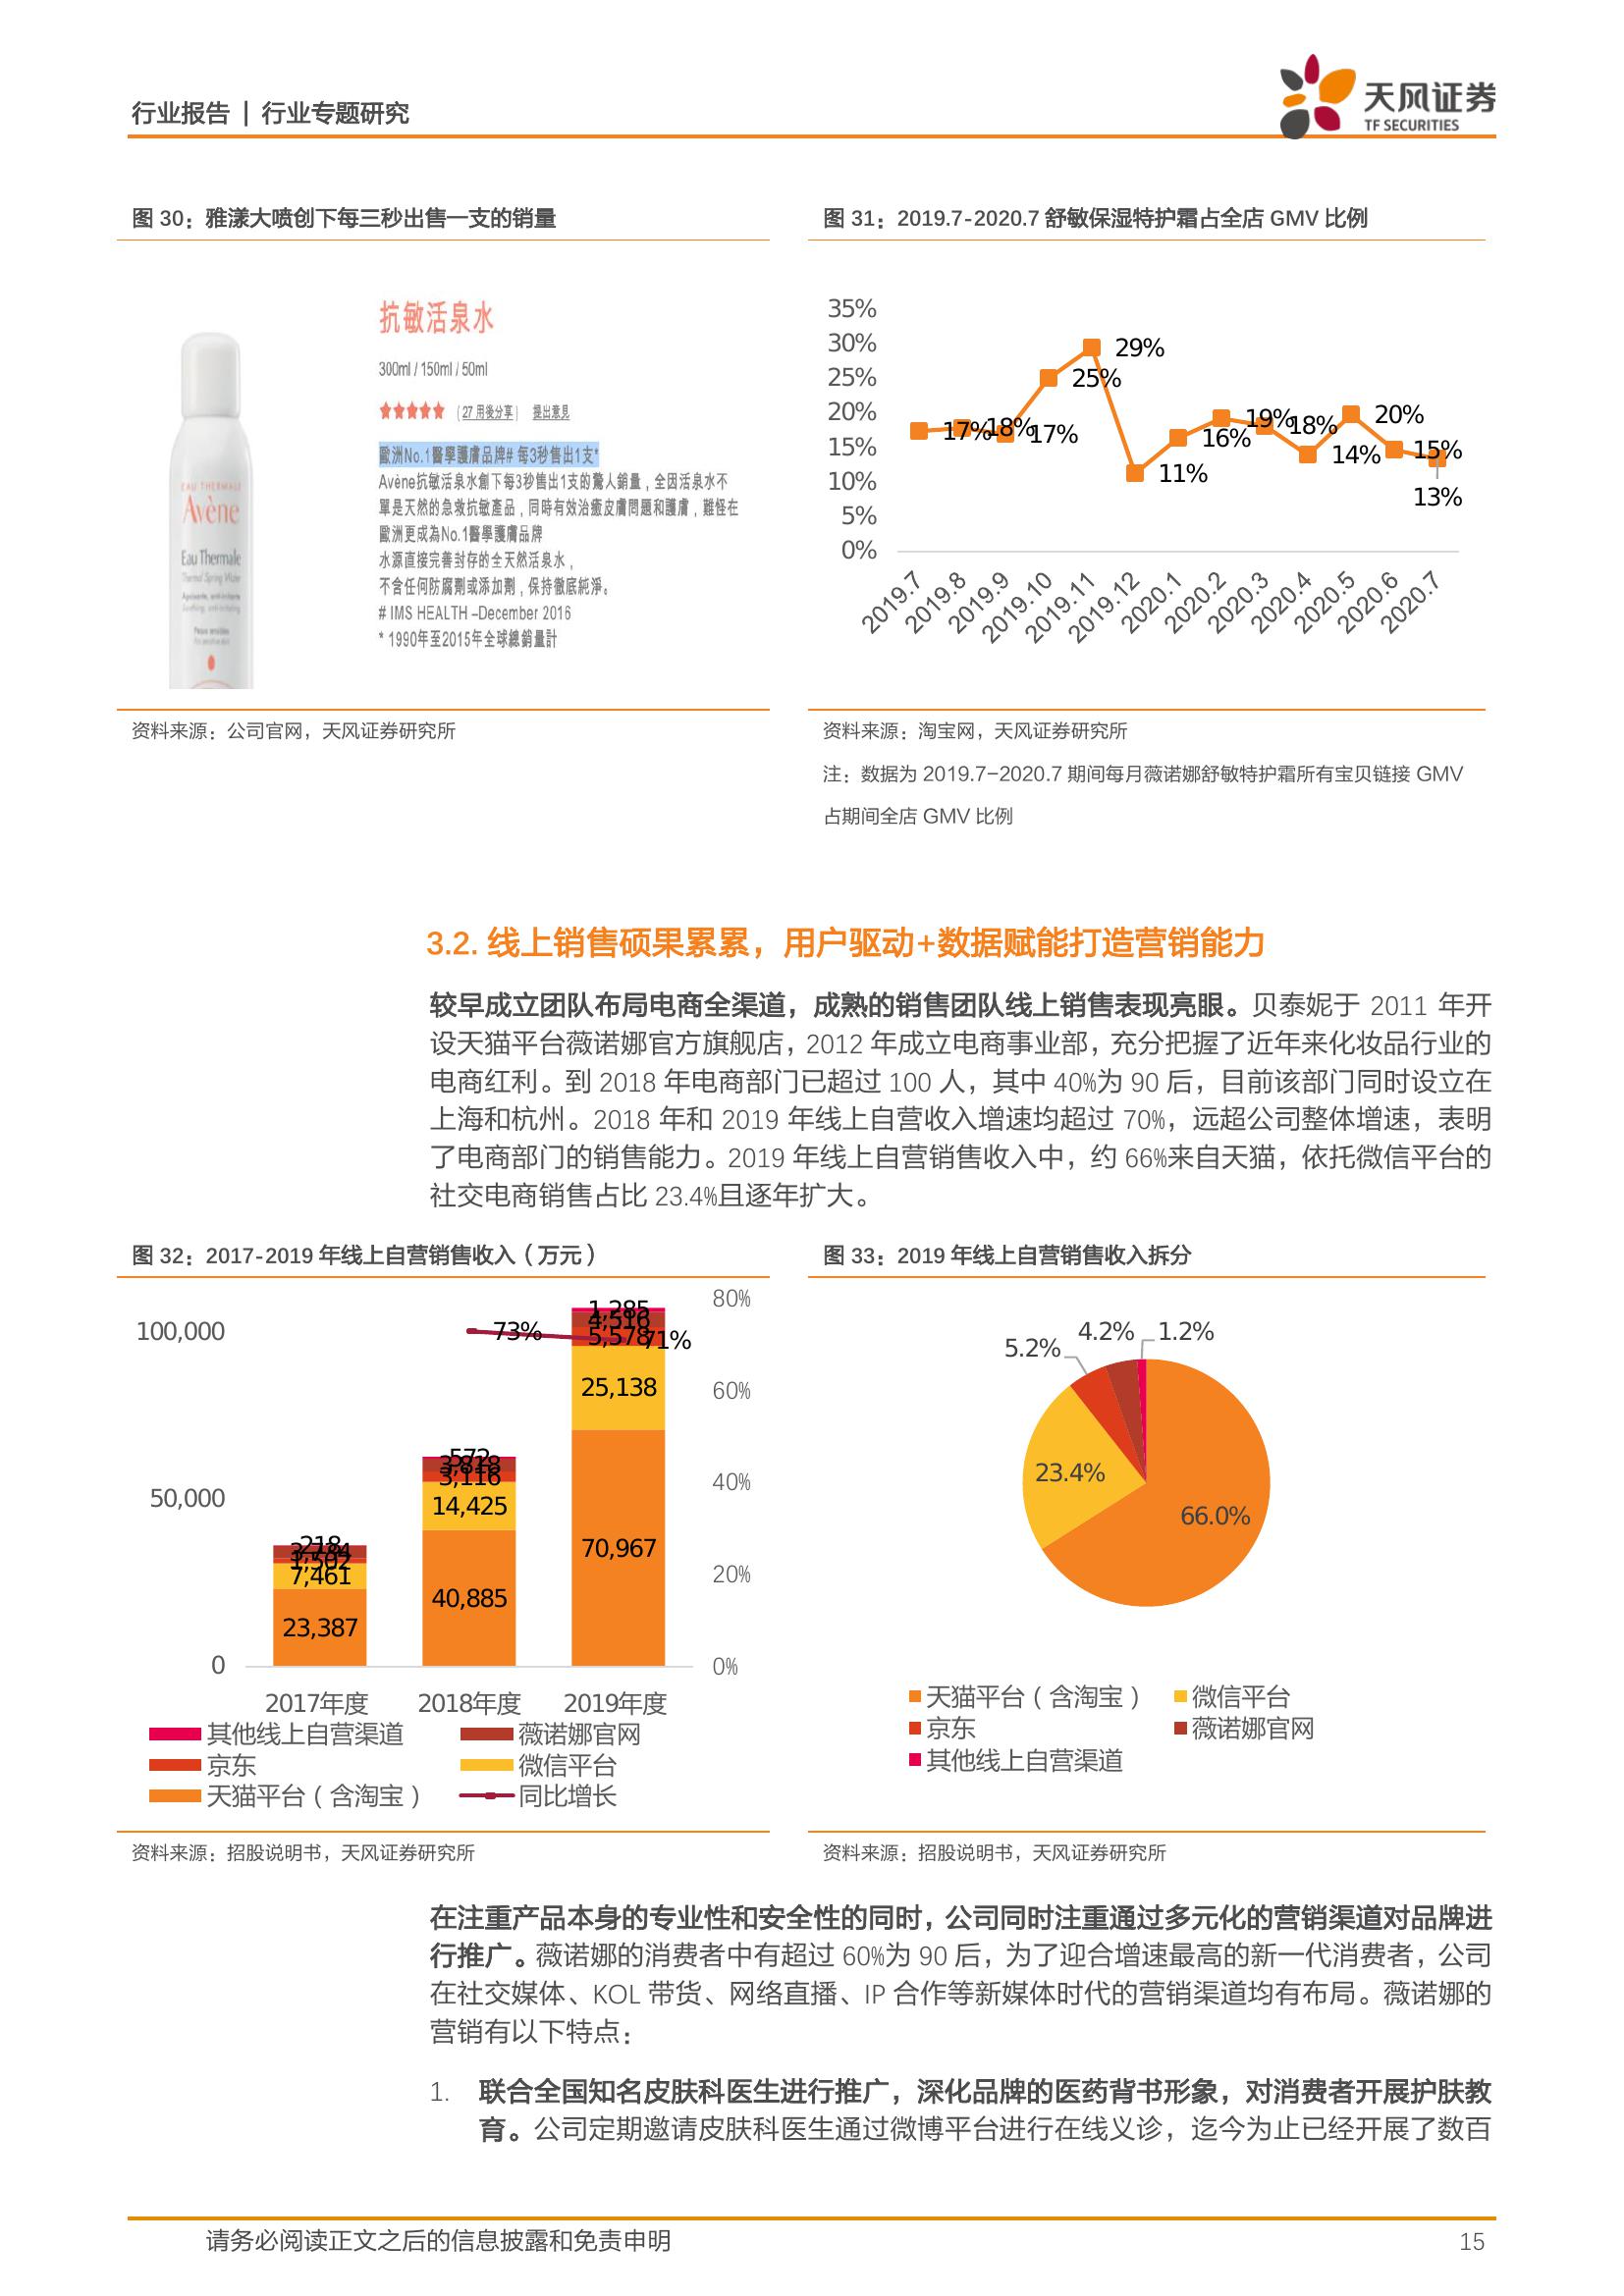 行业报告 | 行业专题研究
天风证券
TF SECURITIES
图 30：雅漾大喷创下每三秒出售一支的销量
EAU THERMALE
Avène
Eau Thermale
Thermal Spring Water
抗敏活泉水
300ml / 150ml / 50ml
(27 用後分享) 提出意見
歐洲No.1醫學護膚品牌# 每3秒售出1支*
Avène抗敏活泉水創下每3秒售出1支的驚人銷量，全因活泉水不
單是天然的急救抗敏產品，同時有效治癒皮膚問題和護膚，難怪在
歐洲更成為No.1醫學護膚品牌
水源直接完善封存的全天然活泉水，
不含任何防腐劑或添加劑，保持徹底純淨。
# IMS HEALTH –December 2016
* 1990年至2015年全球總銷量計
资料来源：公司官网，天风证券研究所
图 31：2019.7-2020.7 舒敏保湿特护霜占全店 GMV 比例
35%
30%
25%
20%
15%
10%
5%
0%
17%
18%
17%
25%
29%
11%
16%
19%
18%
14%
20%
15%
13%
2019.7
2019.8
2019.9
2019.10
2019.11
2019.12
2020.1
2020.2
2020.3
2020.4
2020.5
2020.6
2020.7
资料来源：淘宝网，天风证券研究所
注：数据为 2019.7-2020.7 期间每月薇诺娜舒敏特护霜所有宝贝链接 GMV
占期间全店 GMV 比例
3.2. 线上销售硕果累累，用户驱动+数据赋能打造营销能力
较早成立团队布局电商全渠道，成熟的销售团队线上销售表现亮眼。贝泰妮于 2011 年开
设天猫平台薇诺娜官方旗舰店，2012 年成立电商事业部，充分把握了近年来化妆品行业的
电商红利。到 2018 年电商部门已超过 100 人，其中 40%为 90 后，目前该部门同时设立在
上海和杭州。2018 年和 2019 年线上自营收入增速均超过 70%，远超公司整体增速，表明
了电商部门的销售能力。2019 年线上自营销售收入中，约 66%来自天猫，依托微信平台的
社交电商销售占比 23.4%且逐年扩大。
图 32：2017-2019 年线上自营销售收入（万元）
100,000
50,000
0
80%
60%
40%
20%
0%
73%
71%
218
1,502
7,461
23,387
572
3,818
3,116
14,425
40,885
1,285
4,516
5,578
25,138
70,967
2017年度
2018年度
2019年度
其他线上自营渠道
薇诺娜官网
京东
微信平台
天猫平台（含淘宝）
同比增长
资料来源：招股说明书，天风证券研究所
图 33：2019 年线上自营销售收入拆分
5.2%
4.2%
1.2%
23.4%
66.0%
天猫平台（含淘宝）
微信平台
京东
薇诺娜官网
其他线上自营渠道
资料来源：招股说明书，天风证券研究所
在注重产品本身的专业性和安全性的同时，公司同时注重通过多元化的营销渠道对品牌进
行推广。薇诺娜的消费者中有超过 60%为 90 后，为了迎合增速最高的新一代消费者，公司
在社交媒体、KOL 带货、网络直播、IP 合作等新媒体时代的营销渠道均有布局。薇诺娜的
营销有以下特点：
1. 联合全国知名皮肤科医生进行推广，深化品牌的医药背书形象，对消费者开展护肤教
育。公司定期邀请皮肤科医生通过微博平台进行在线义诊，迄今为止已经开展了数百
请务必阅读正文之后的信息披露和免责申明
15